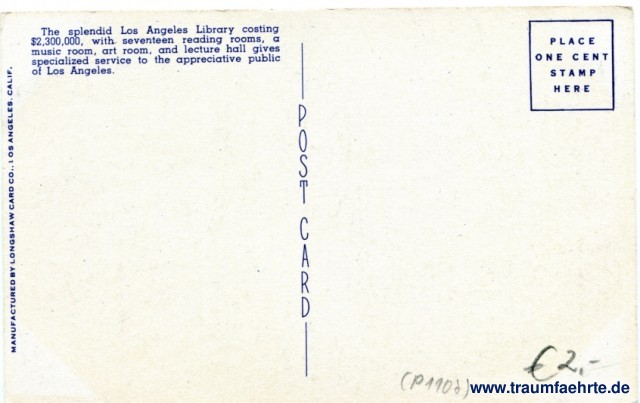 The splendid Los Angeles Library costing
$2,300,000, with seventeen reading rooms, a
music room, art room, and lecture hall gives
specialized service to the appreciative public
of Los Angeles.
PLACE
ONE CENT
STAMP
HERE
POST CARD
MANUFACTURED BY LONGSHAW CARD CO., LOS ANGELES, CALIF.
€ 2,-
www.traumfaehrte.de